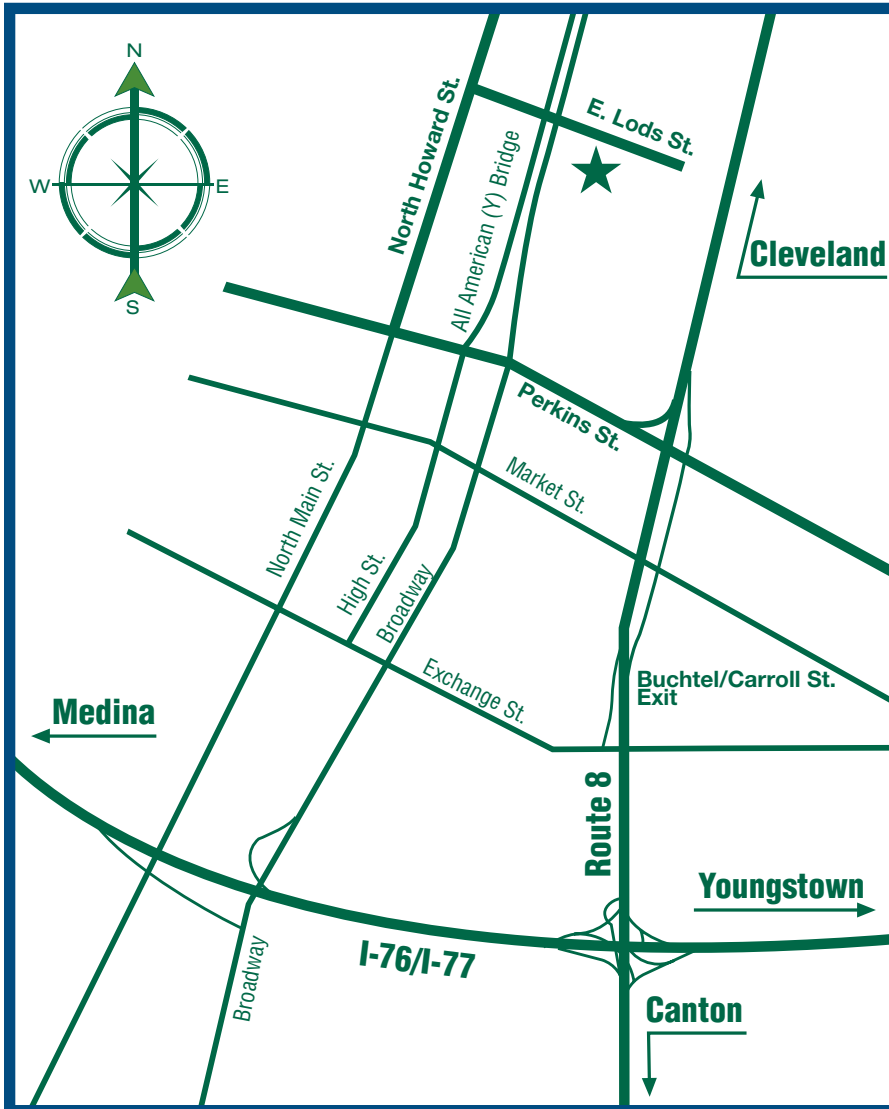 N
W
E
S
North Howard St.
E. Lods St.
All American (Y) Bridge
Cleveland
Perkins St.
Market St.
North Main St.
High St.
Broadway
Exchange St.
Buchtel/Carroll St.
Exit
Medina
Route 8
Youngstown
I-76/I-77
Broadway
Canton